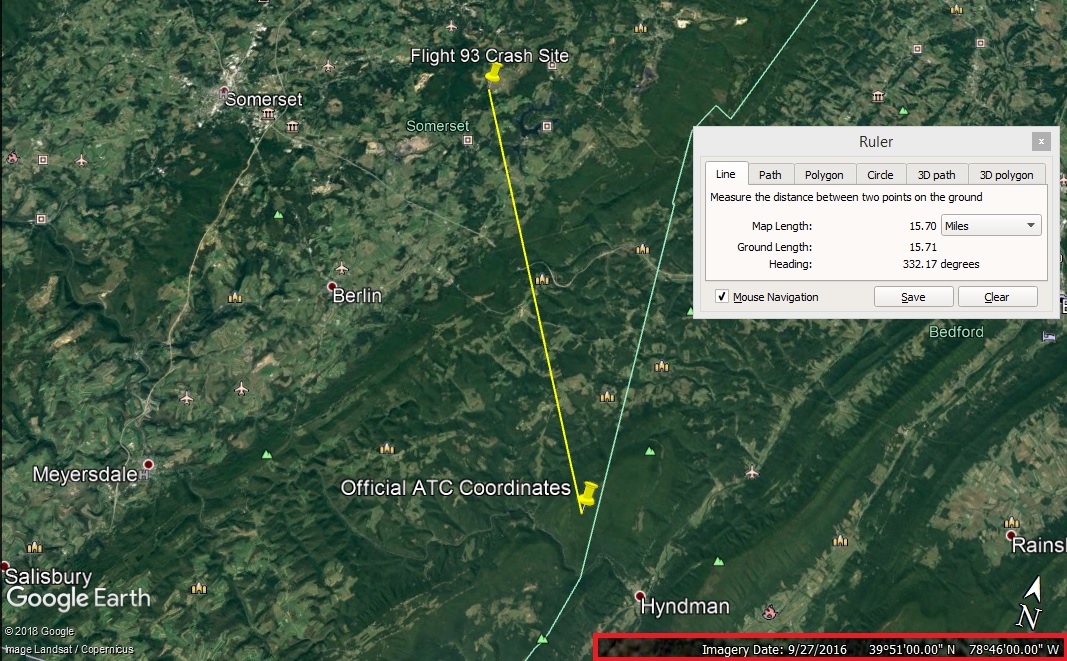 Flight 93 Crash Site
Somerset
Somerset
Ruler
x
Line Path Polygon Circle 3D path 3D polygon
Measure the distance between two points on the ground
Map Length: 15.70 Miles
Ground Length: 15.71
Heading: 332.17 degrees
Mouse Navigation Save Clear
Berlin
Bedford
Meyersdale
Official ATC Coordinates
Rains
Salisbury
Google Earth
Hyndman
N
© 2018 Google
Image Landsat / Copernicus
Imagery Date: 9/27/2016 39°51'00.00" N 78°46'00.00" W